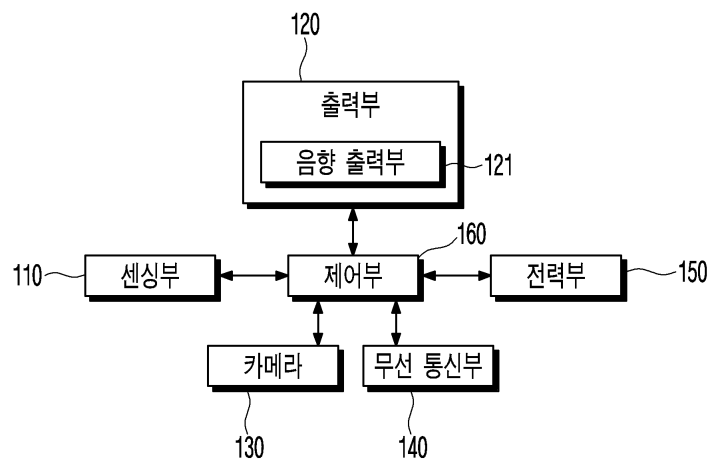 120
출력부
음향 출력부
121
160
110
센싱부
제어부
전력부
150
카메라
무선 통신부
130
140